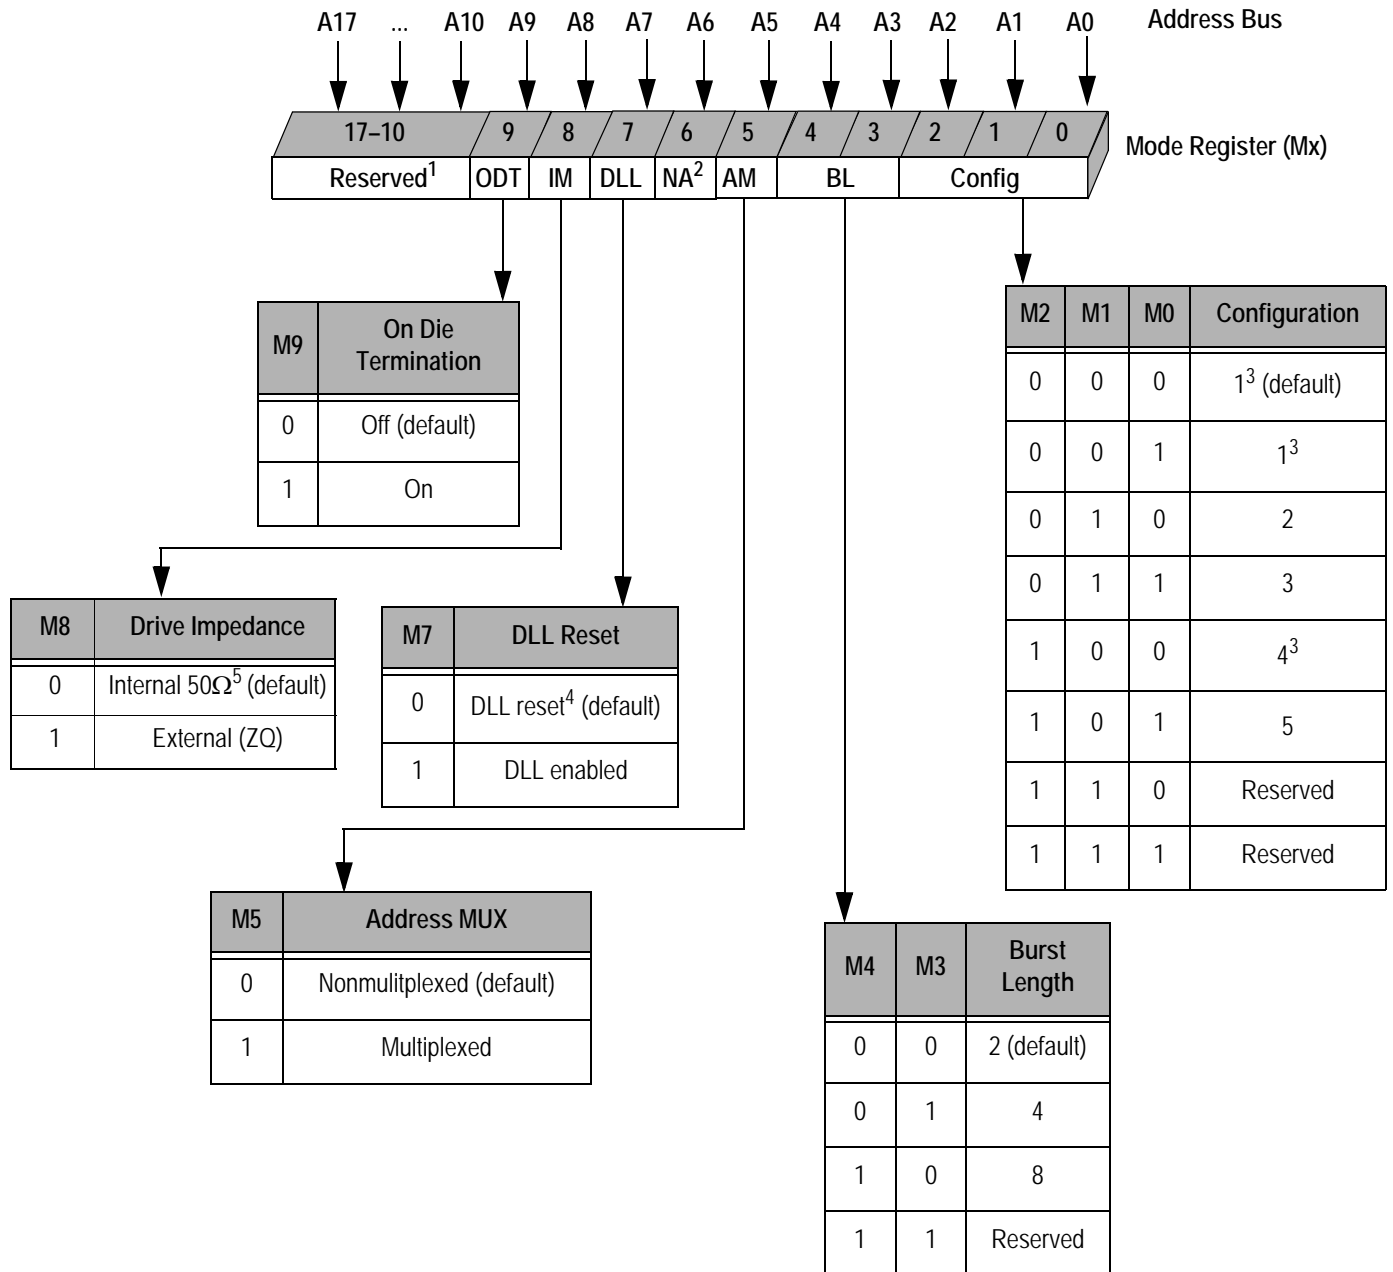 A17 ... A10 A9 A8 A7 A6 A5 A4 A3 A2 A1 A0 Address Bus
17–10 9 8 7 6 5 4 3 2 1 0
Mode Register (Mx)
Reserved1 ODT IM DLL NA2 AM BL Config
M9 On Die Termination
0 Off (default)
1 On
M2 M1 M0 Configuration
0 0 0 13 (default)
0 0 1 13
0 1 0 2
0 1 1 3
1 0 0 43
1 0 1 5
1 1 0 Reserved
1 1 1 Reserved
M8 Drive Impedance
0 Internal 50Ω5 (default)
1 External (ZQ)
M7 DLL Reset
0 DLL reset4 (default)
1 DLL enabled
M5 Address MUX
0 Nonmulitplexed (default)
1 Multiplexed
M4 M3 Burst Length
0 0 2 (default)
0 1 4
1 0 8
1 1 Reserved